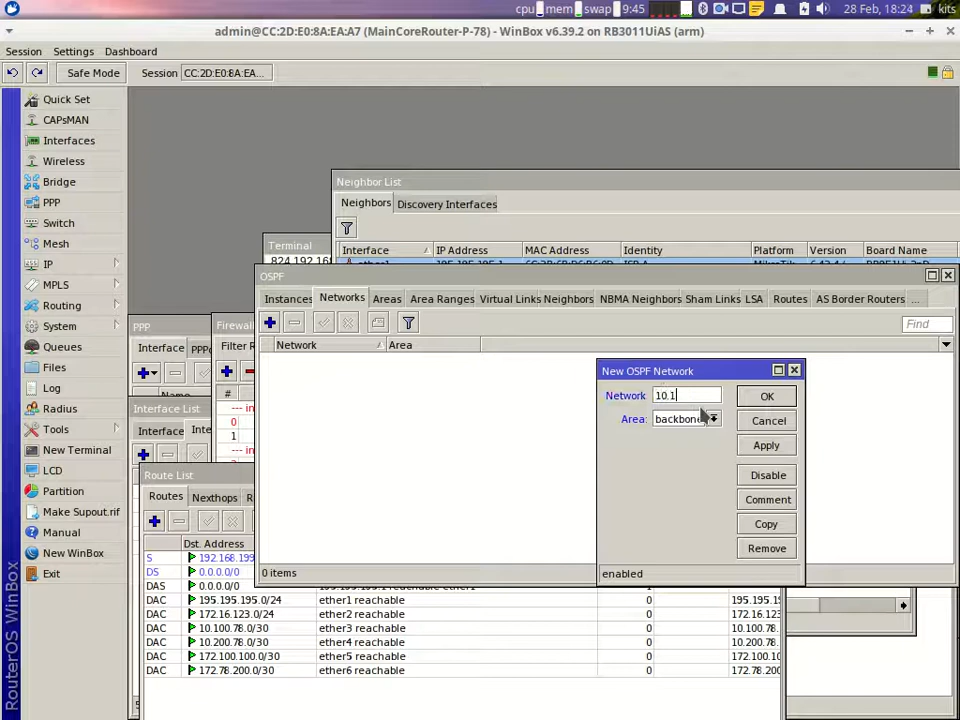 cpu mem swap 9:45 28 Feb, 18:24 kits
admin@CC:2D:E0:8A:EA:A7 (MainCoreRouter-P-78) - WinBox v6.39.2 on RB3011UiAS (arm)
Session Settings Dashboard
Safe Mode Session CC:2D:E0:8A:EA...
RouterOS WinBox
Quick Set
CAPsMAN
Interfaces
Wireless
Bridge
PPP
Switch
Mesh
IP
MPLS
Routing
System
Queues
Files
Log
Radius
Tools
New Terminal
LCD
Partition
Make Supout.rif
Manual
New WinBox
Exit
Neighbor List
Neighbors Discovery Interfaces
Interface IP Address MAC Address Identity Platform Version Board Name
Terminal
824.192.168
OSPF
Instances Networks Areas Area Ranges Virtual Links Neighbors NBMA Neighbors Sham Links LSA Routes AS Border Routers ...
Find
Network Area
0 items
New OSPF Network
Network 10.1
Area: backbone
OK
Cancel
Apply
Disable
Comment
Copy
Remove
enabled
PPP
Interface
Firewall
Filter R
#
0
1
Interface List
Interface
Route List
Routes Nexthops R
Dst. Address
S 192.168.199
DS 0.0.0.0/0
DAS 0.0.0.0/0
DAC 195.195.195.0/24 ether1 reachable 0 195.195.19
DAC 172.16.123.0/24 ether2 reachable 0 172.16.123
DAC 10.100.78.0/30 ether3 reachable 0 10.100.78.
DAC 10.200.78.0/30 ether4 reachable 0 10.200.78.
DAC 172.100.100.0/30 ether5 reachable 0 172.100.10
DAC 172.78.200.0/30 ether6 reachable 0 172.78.200